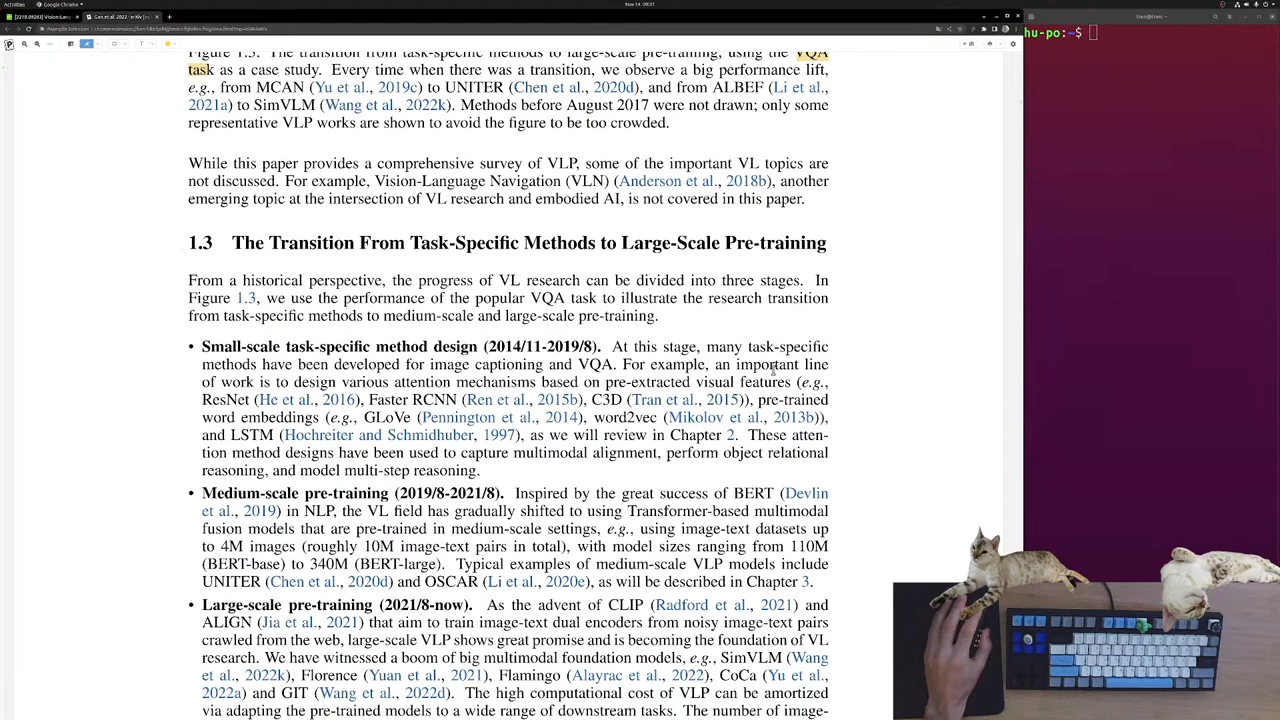 Activities
Google Chrome
Nov 14 09:31
Figure 1.3: The transition from task-specific methods to large-scale pre-training, using the VQA
task as a case study. Every time when there was a transition, we observe a big performance lift,
e.g., from MCAN (Yu et al., 2019c) to UNITER (Chen et al., 2020d), and from ALBEF (Li et al.,
2021a) to SimVLM (Wang et al., 2022k). Methods before August 2017 were not drawn; only some
representative VLP works are shown to avoid the figure to be too crowded.
While this paper provides a comprehensive survey of VLP, some of the important VL topics are
not discussed. For example, Vision-Language Navigation (VLN) (Anderson et al., 2018b), another
emerging topic at the intersection of VL research and embodied AI, is not covered in this paper.
1.3 The Transition From Task-Specific Methods to Large-Scale Pre-training
From a historical perspective, the progress of VL research can be divided into three stages. In
Figure 1.3, we use the performance of the popular VQA task to illustrate the research transition
from task-specific methods to medium-scale and large-scale pre-training.
• Small-scale task-specific method design (2014/11-2019/8). At this stage, many task-specific
methods have been developed for image captioning and VQA. For example, an important line
of work is to design various attention mechanisms based on pre-extracted visual features (e.g.,
ResNet (He et al., 2016), Faster RCNN (Ren et al., 2015b), C3D (Tran et al., 2015)), pre-trained
word embeddings (e.g., GLoVe (Pennington et al., 2014), word2vec (Mikolov et al., 2013b)),
and LSTM (Hochreiter and Schmidhuber, 1997), as we will review in Chapter 2. These atten-
tion method designs have been used to capture multimodal alignment, perform object relational
reasoning, and model multi-step reasoning.
• Medium-scale pre-training (2019/8-2021/8). Inspired by the great success of BERT (Devlin
et al., 2019) in NLP, the VL field has gradually shifted to using Transformer-based multimodal
fusion models that are pre-trained in medium-scale settings, e.g., using image-text datasets up
to 4M images (roughly 10M image-text pairs in total), with model sizes ranging from 110M
(BERT-base) to 340M (BERT-large). Typical examples of medium-scale VLP models include
UNITER (Chen et al., 2020d) and OSCAR (Li et al., 2020e), as will be described in Chapter 3.
• Large-scale pre-training (2021/8-now). As the advent of CLIP (Radford et al., 2021) and
ALIGN (Jia et al., 2021) that aim to train image-text dual encoders from noisy image-text pairs
crawled from the web, large-scale VLP shows great promise and is becoming the foundation of VL
research. We have witnessed a boom of big multimodal foundation models, e.g., SimVLM (Wang
et al., 2022k), Florence (Yuan et al., 2021), Flamingo (Alayrac et al., 2022), CoCa (Yu et al.,
2022a) and GIT (Wang et al., 2022d). The high computational cost of VLP can be amortized
via adapting the pre-trained models to a wide range of downstream tasks. The number of image-
hu-po:~$